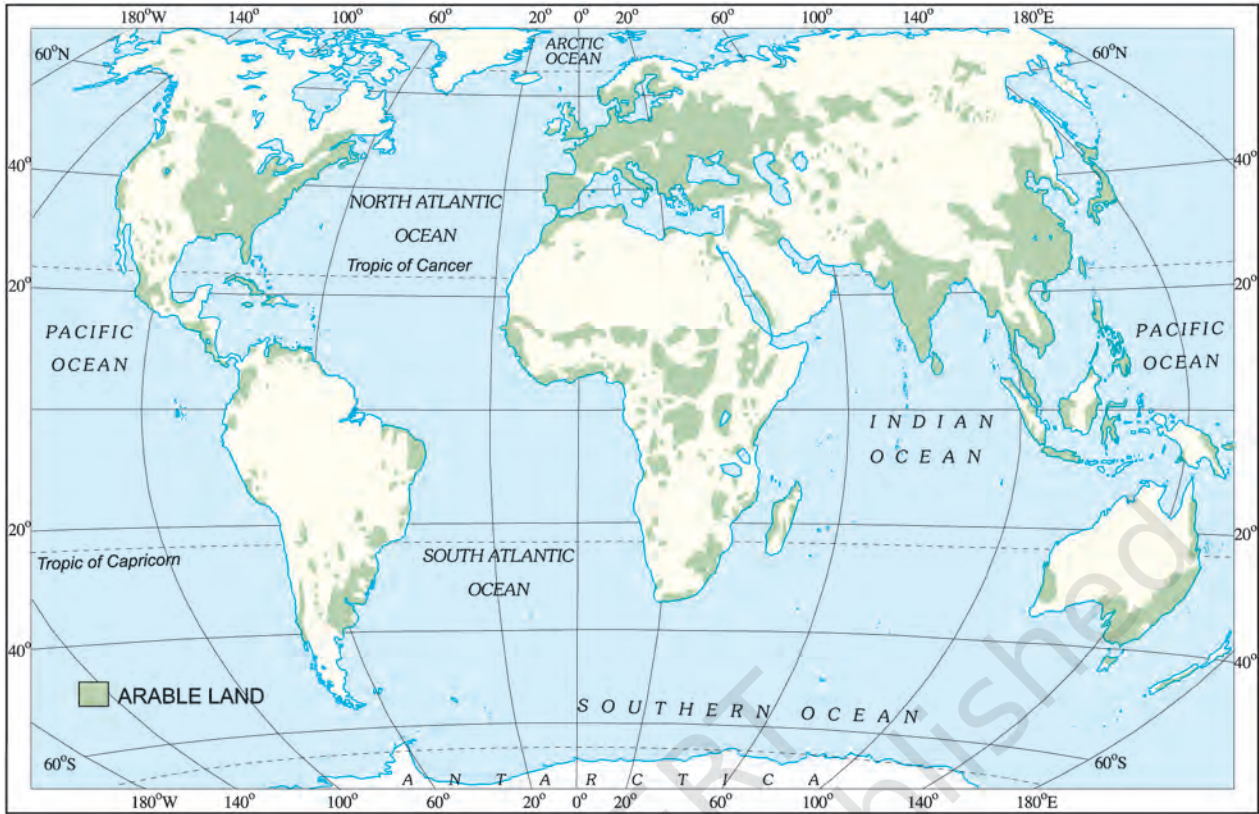 180°W 140° 100° 60° 20° 0° 20° 60° 100° 140° 180°E
60°N
ARCTIC
OCEAN
60°N
40°
40°
NORTH ATLANTIC
OCEAN
Tropic of Cancer
20°
20°
PACIFIC
OCEAN
PACIFIC
OCEAN
INDIAN
OCEAN
20°
20°
Tropic of Capricorn
SOUTH ATLANTIC
OCEAN
40°
40°
ARABLE LAND
SOUTHERN OCEAN
60°S
60°S
ANTARCTICA
180°W 140° 100° 60° 20° 0° 20° 60° 100° 140° 180°E